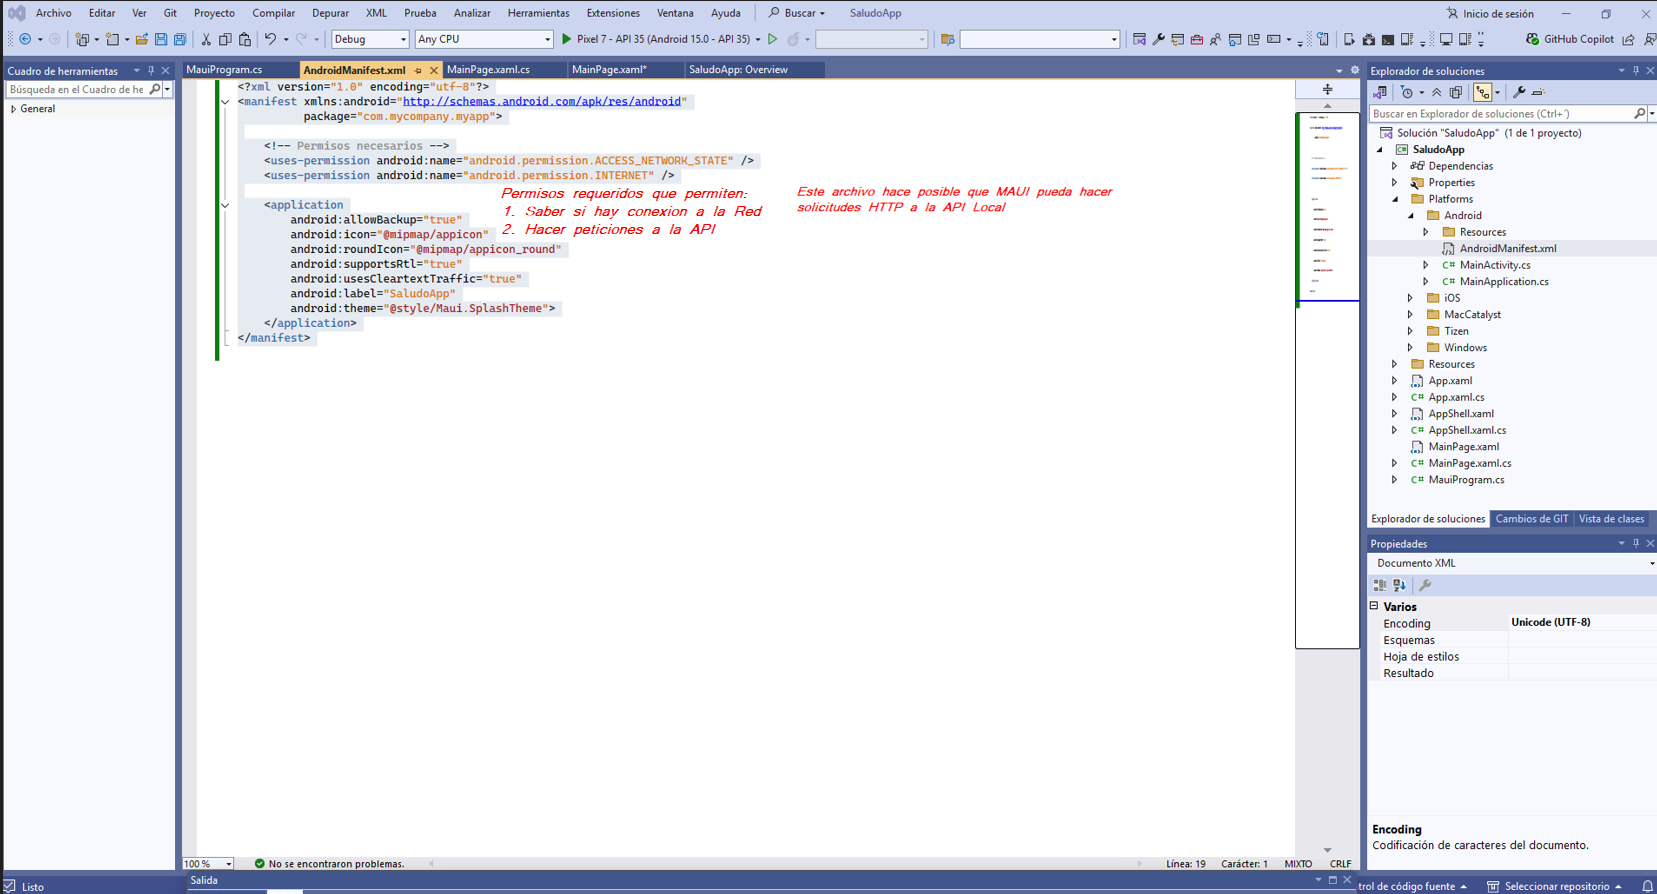 Archivo Editar Ver Git Proyecto Compilar Depurar XML Prueba Analizar Herramientas Extensiones Ventana Ayuda Buscar SaludoApp Inicio de sesión
Debug Any CPU Pixel 7 - API 35 (Android 15.0 - API 35) GitHub Copilot
Cuadro de herramientas
Búsqueda en el Cuadro de he
General
MauiProgram.cs AndroidManifest.xml MainPage.xaml.cs MainPage.xaml* SaludoApp: Overview
<?xml version="1.0" encoding="utf-8"?>
<manifest xmlns:android="http://schemas.android.com/apk/res/android"
package="com.mycompany.myapp">
<!-- Permisos necesarios -->
<uses-permission android:name="android.permission.ACCESS_NETWORK_STATE" />
<uses-permission android:name="android.permission.INTERNET" />
<application
android:allowBackup="true"
android:icon="@mipmap/appicon"
android:roundIcon="@mipmap/appicon_round"
android:supportsRtl="true"
android:usesCleartextTraffic="true"
android:label="SaludoApp"
android:theme="@style/Maui.SplashTheme">
</application>
</manifest>
Permisos requeridos que permiten:
1. Saber si hay conexion a la Red
2. Hacer peticiones a la API
Este archivo hace posible que MAUI pueda hacer
solicitudes HTTP a la API Local
100 % No se encontraron problemas. Línea: 19 Carácter: 1 MIXTO CRLF
Salida
Explorador de soluciones
Buscar en Explorador de soluciones (Ctrl+´)
Solución "SaludoApp" (1 de 1 proyecto)
SaludoApp
Dependencias
Properties
Platforms
Android
Resources
AndroidManifest.xml
C# MainActivity.cs
C# MainApplication.cs
iOS
MacCatalyst
Tizen
Windows
Resources
App.xaml
C# App.xaml.cs
AppShell.xaml
C# AppShell.xaml.cs
MainPage.xaml
C# MainPage.xaml.cs
C# MauiProgram.cs
Explorador de soluciones Cambios de GIT Vista de clases
Propiedades
Documento XML
Varios
Encoding Unicode (UTF-8)
Esquemas
Hoja de estilos
Resultado
Encoding
Codificación de caracteres del documento.
Listo trol de código fuente Seleccionar repositorio